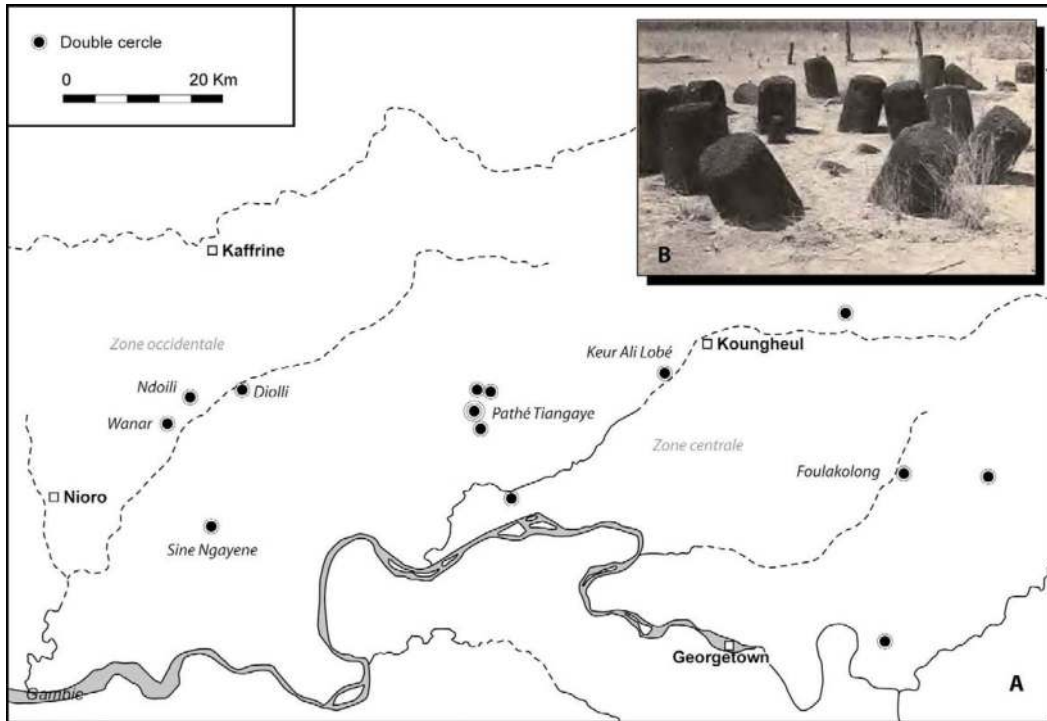 Double cercle
0 20 Km
B
Kaffrine
Zone occidentale
Keur Ali Lobé
Koungheul
Ndoili
Diolli
Wanar
Pathé Tiangaye
Zone centrale
Foulakolong
Nioro
Sine Ngayene
Georgetown
Gambie
A